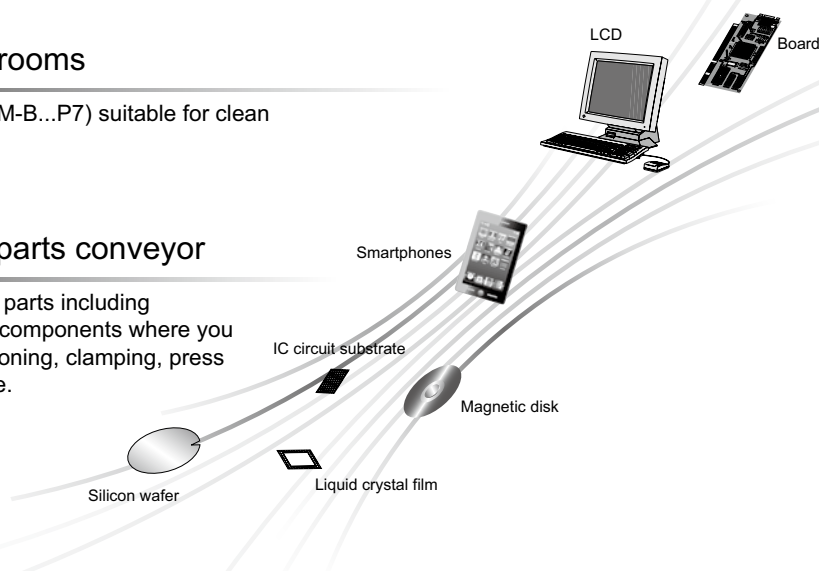 rooms
M-B...P7) suitable for clean
parts conveyor
parts including
components where you
oning, clamping, press
e.
LCD
Board
Smartphones
IC circuit substrate
Magnetic disk
Liquid crystal film
Silicon wafer